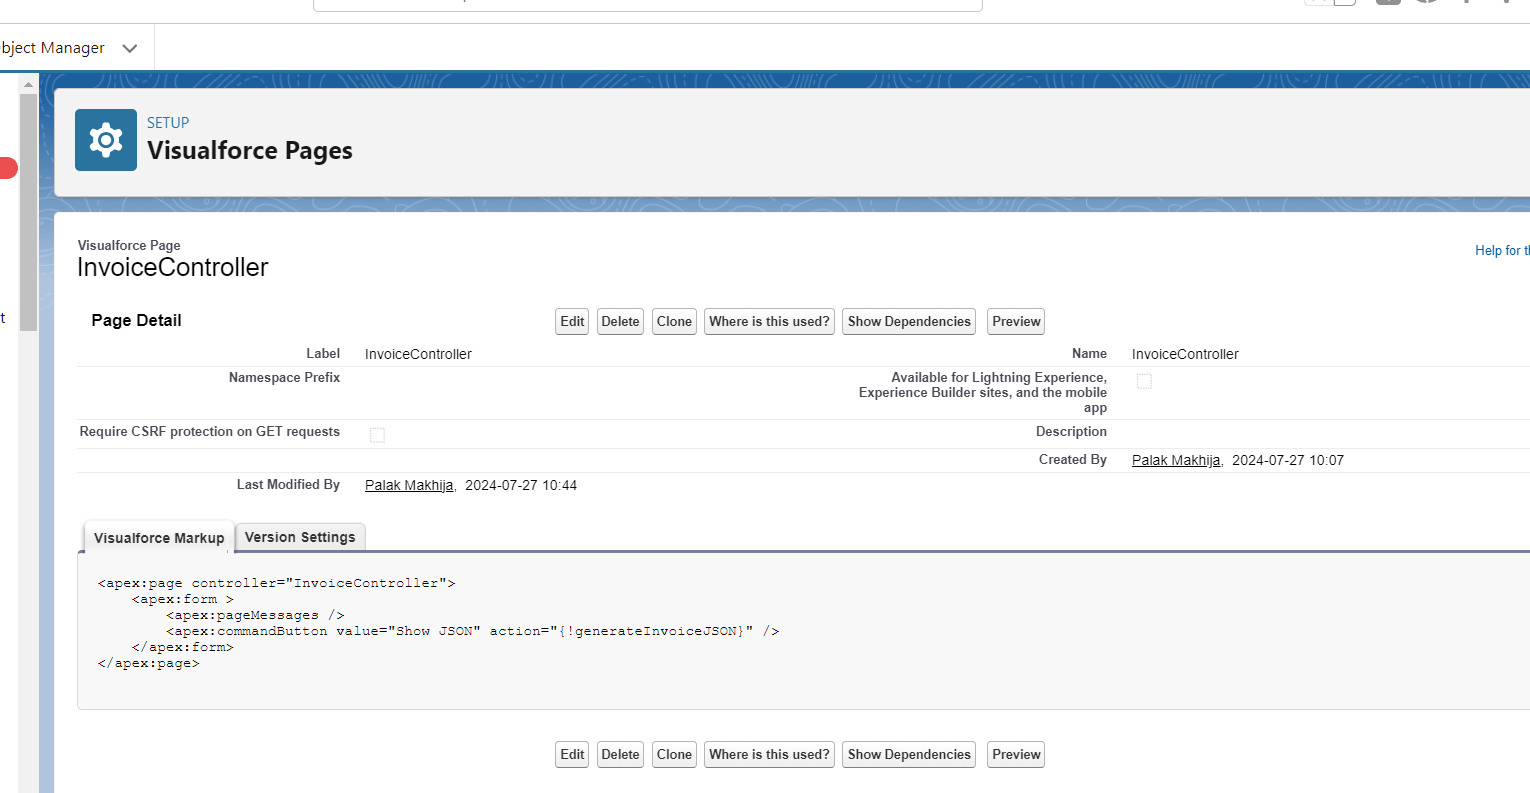 bject Manager
SETUP
Visualforce Pages
Visualforce Page
InvoiceController
Help for t
Page Detail
Edit Delete Clone Where is this used? Show Dependencies Preview
Label InvoiceController Name InvoiceController
Namespace Prefix Available for Lightning Experience,
Experience Builder sites, and the mobile
app
Require CSRF protection on GET requests Description
Created By Palak Makhija, 2024-07-27 10:07
Last Modified By Palak Makhija, 2024-07-27 10:44
t
Visualforce Markup Version Settings
<apex:page controller="InvoiceController">
<apex:form >
<apex:pageMessages />
<apex:commandButton value="Show JSON" action="{!generateInvoiceJSON}" />
</apex:form>
</apex:page>
Edit Delete Clone Where is this used? Show Dependencies Preview